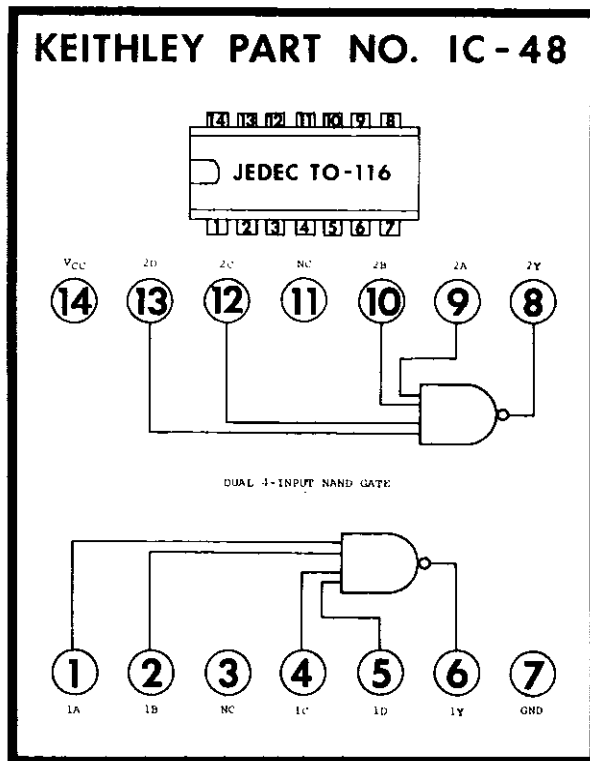 KEITHLEY PART NO. IC-48
14 13 12 11 10 9 8
JEDEC TO-116
1 2 3 4 5 6 7
VCC 2D 2C NC 2B 2A 2Y
14 13 12 11 10 9 8
DUAL 4-INPUT NAND GATE
1 2 3 4 5 6 7
1A 1B NC 1C 1D 1Y GND